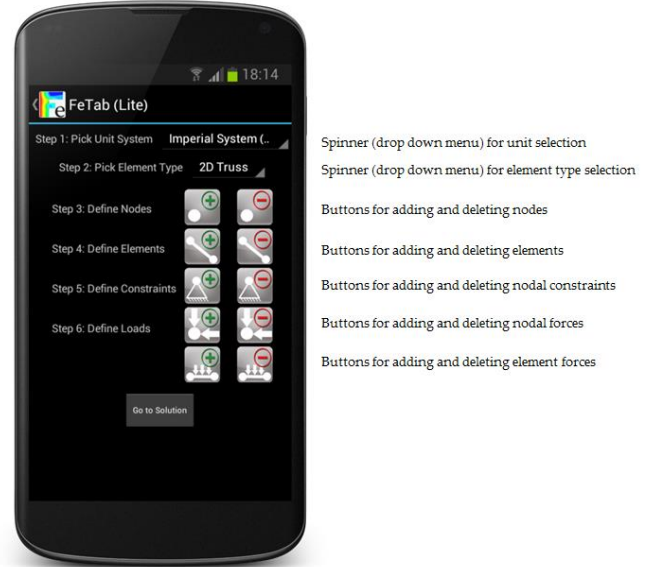 18:14
Fe FeTab (Lite)
Step 1: Pick Unit System Imperial System (..
Spinner (drop down menu) for unit selection
Step 2: Pick Element Type 2D Truss
Spinner (drop down menu) for element type selection
Step 3: Define Nodes
Buttons for adding and deleting nodes
Step 4: Define Elements
Buttons for adding and deleting elements
Step 5: Define Constraints
Buttons for adding and deleting nodal constraints
Step 6: Define Loads
Buttons for adding and deleting nodal forces
Buttons for adding and deleting element forces
Go to Solution